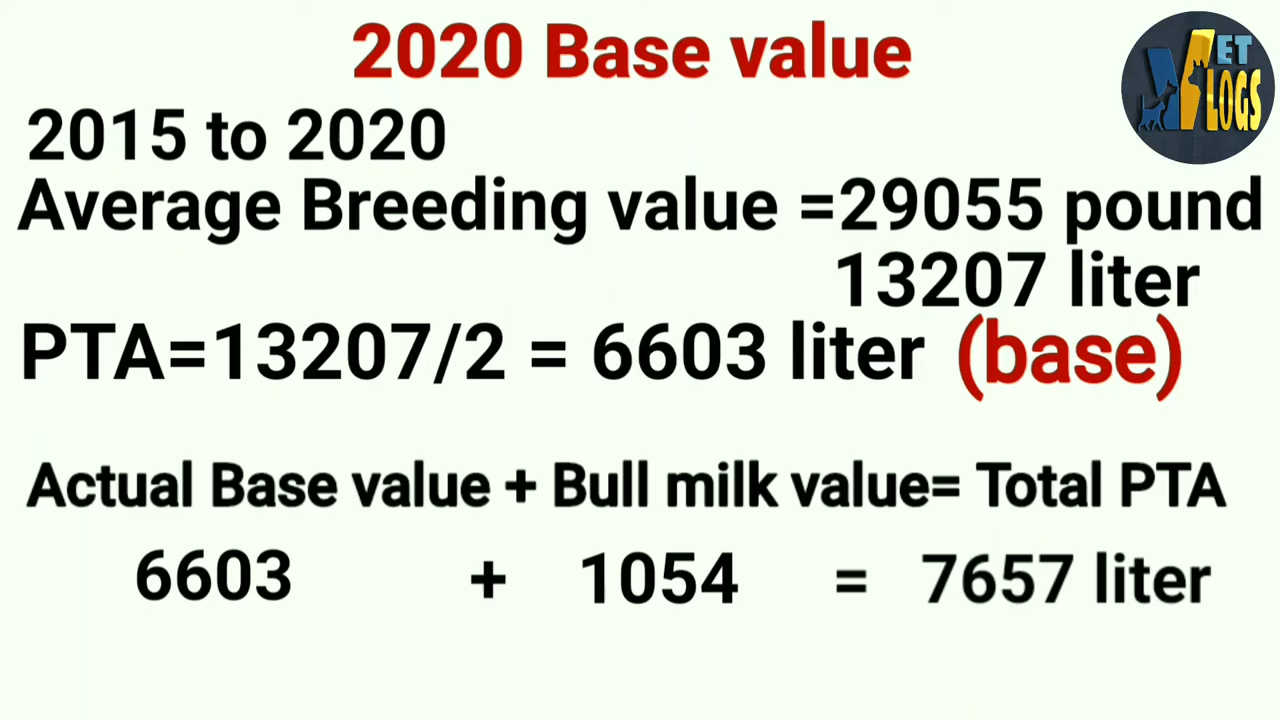 2020 Base value
VET
VLOGS
2015 to 2020
Average Breeding value =29055 pound
13207 liter
PTA=13207/2 = 6603 liter (base)
Actual Base value + Bull milk value= Total PTA
6603 + 1054 = 7657 liter